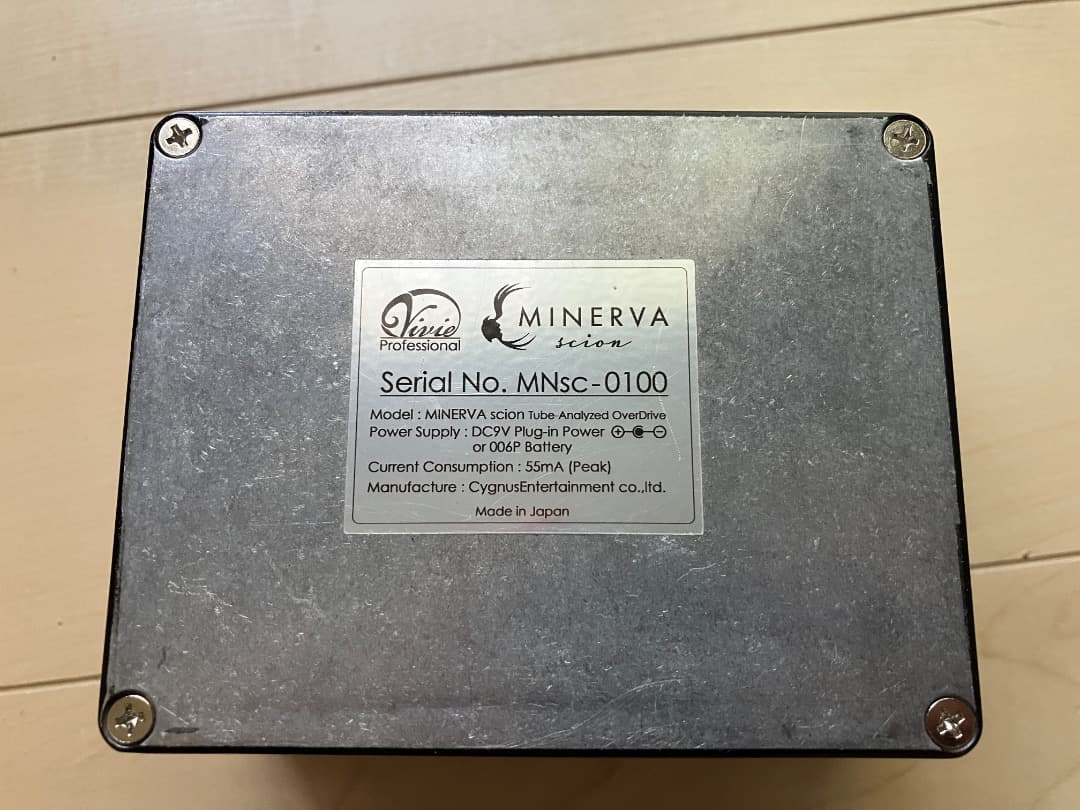 Vivie
Professional
MINERVA
scion
Serial No. MNsc-0100
Model : MINERVA scion Tube-Analyzed OverDrive
Power Supply : DC9V Plug-in Power
or 006P Battery
Current Consumption : 55mA (Peak)
Manufacture : CygnusEntertainment co.,ltd.
Made in Japan